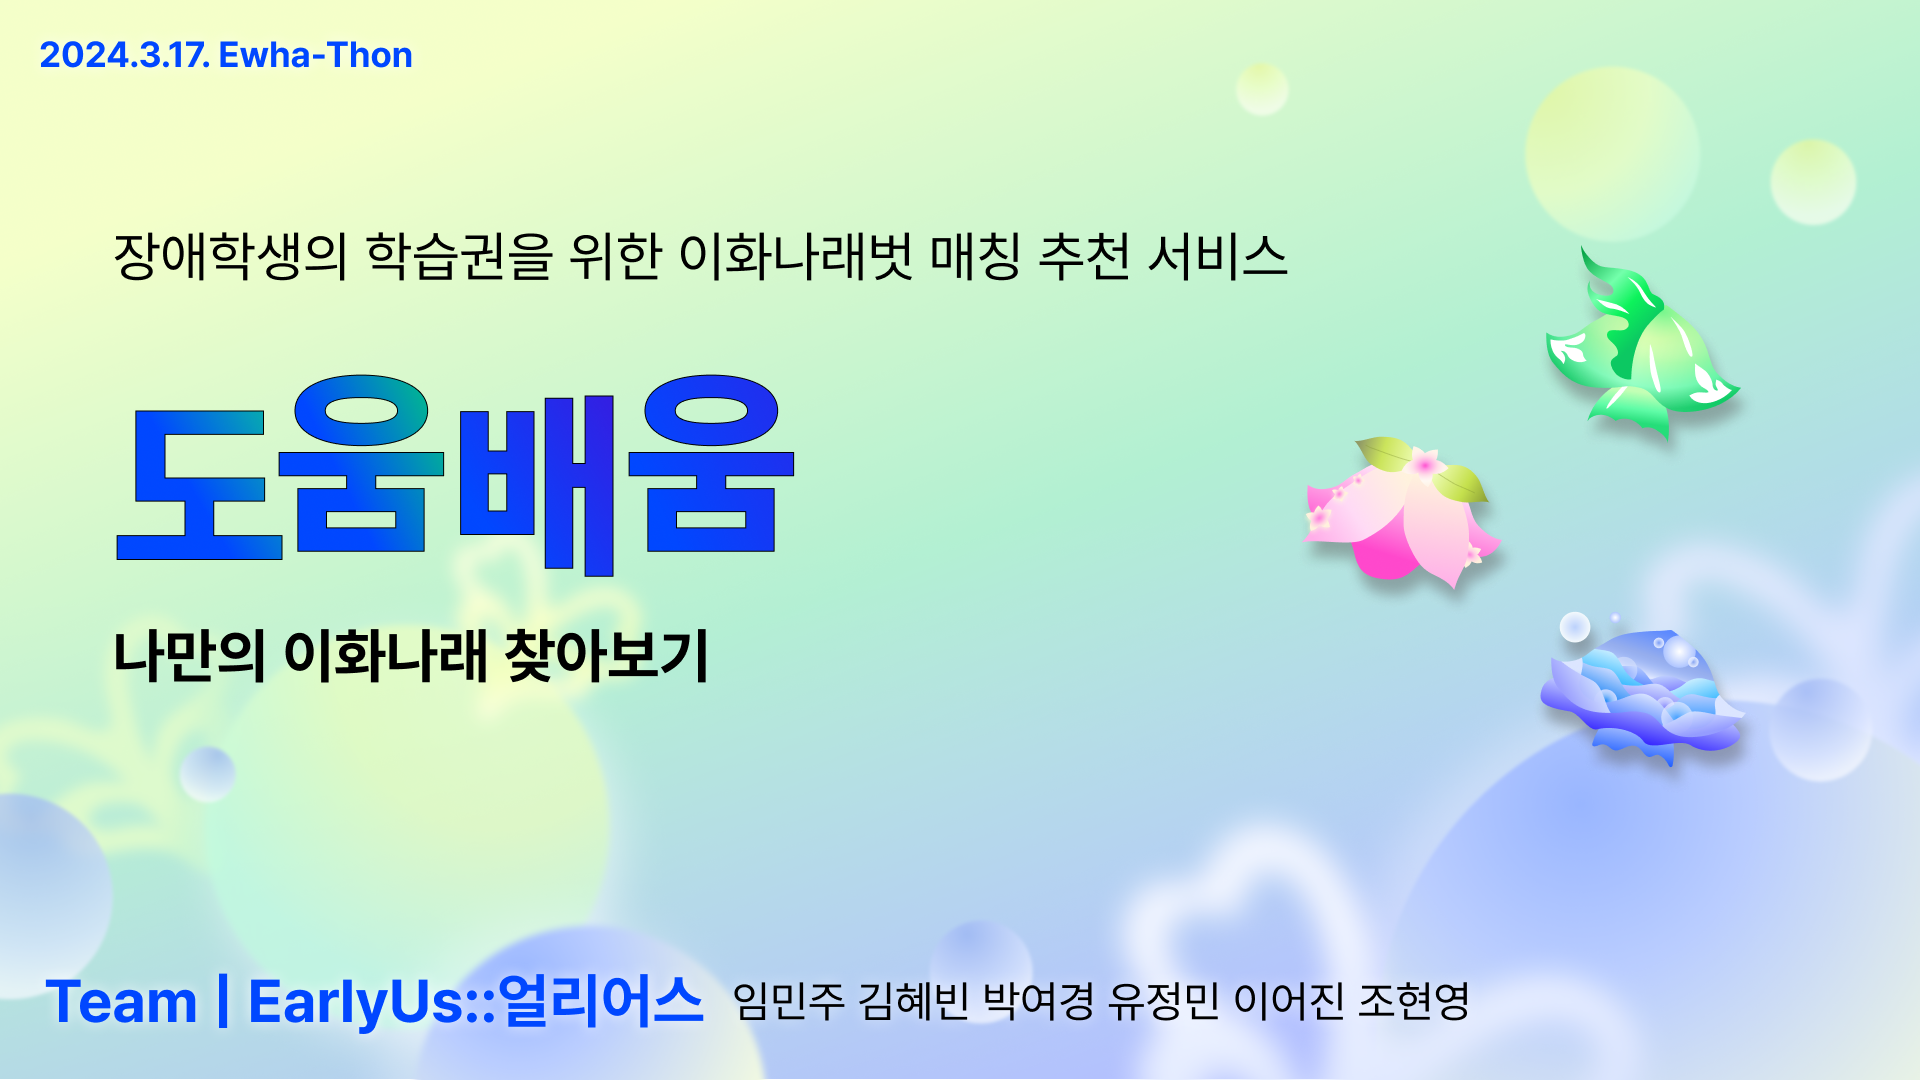 2024.3.17. Ewha-Thon
장애학생의 학습권을 위한 이화나래벗 매칭 추천 서비스
도움배움
나만의 이화나래 찾아보기
Team | EarlyUs::얼리어스 임민주 김혜빈 박여경 유정민 이어진 조현영